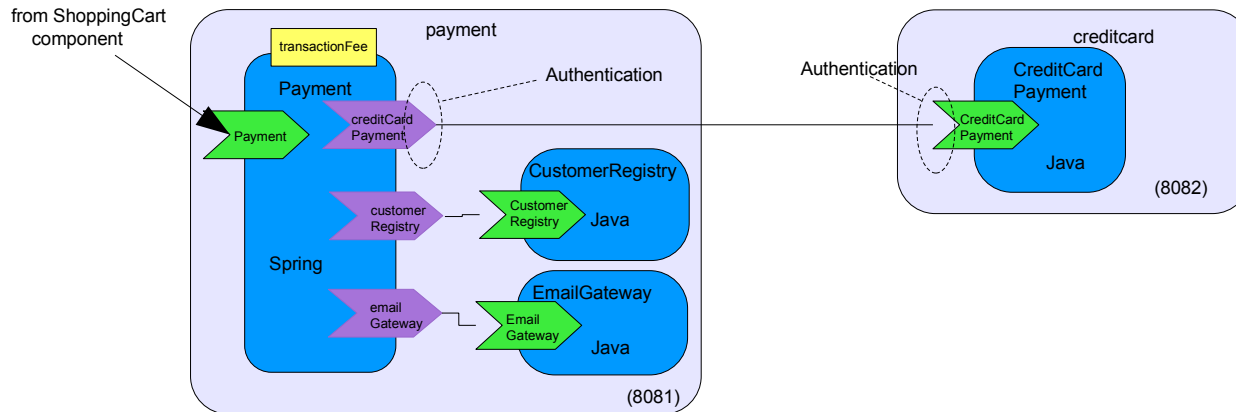 from ShoppingCart
component
payment
transactionFee
Payment
Authentication
creditCard
Payment
Payment
customer
Registry
Spring
email
Gateway
CustomerRegistry
Customer
Registry
Java
EmailGateway
Email
Gateway
Java
(8081)
creditcard
Authentication
CreditCard
Payment
CreditCard
Payment
Java
(8082)